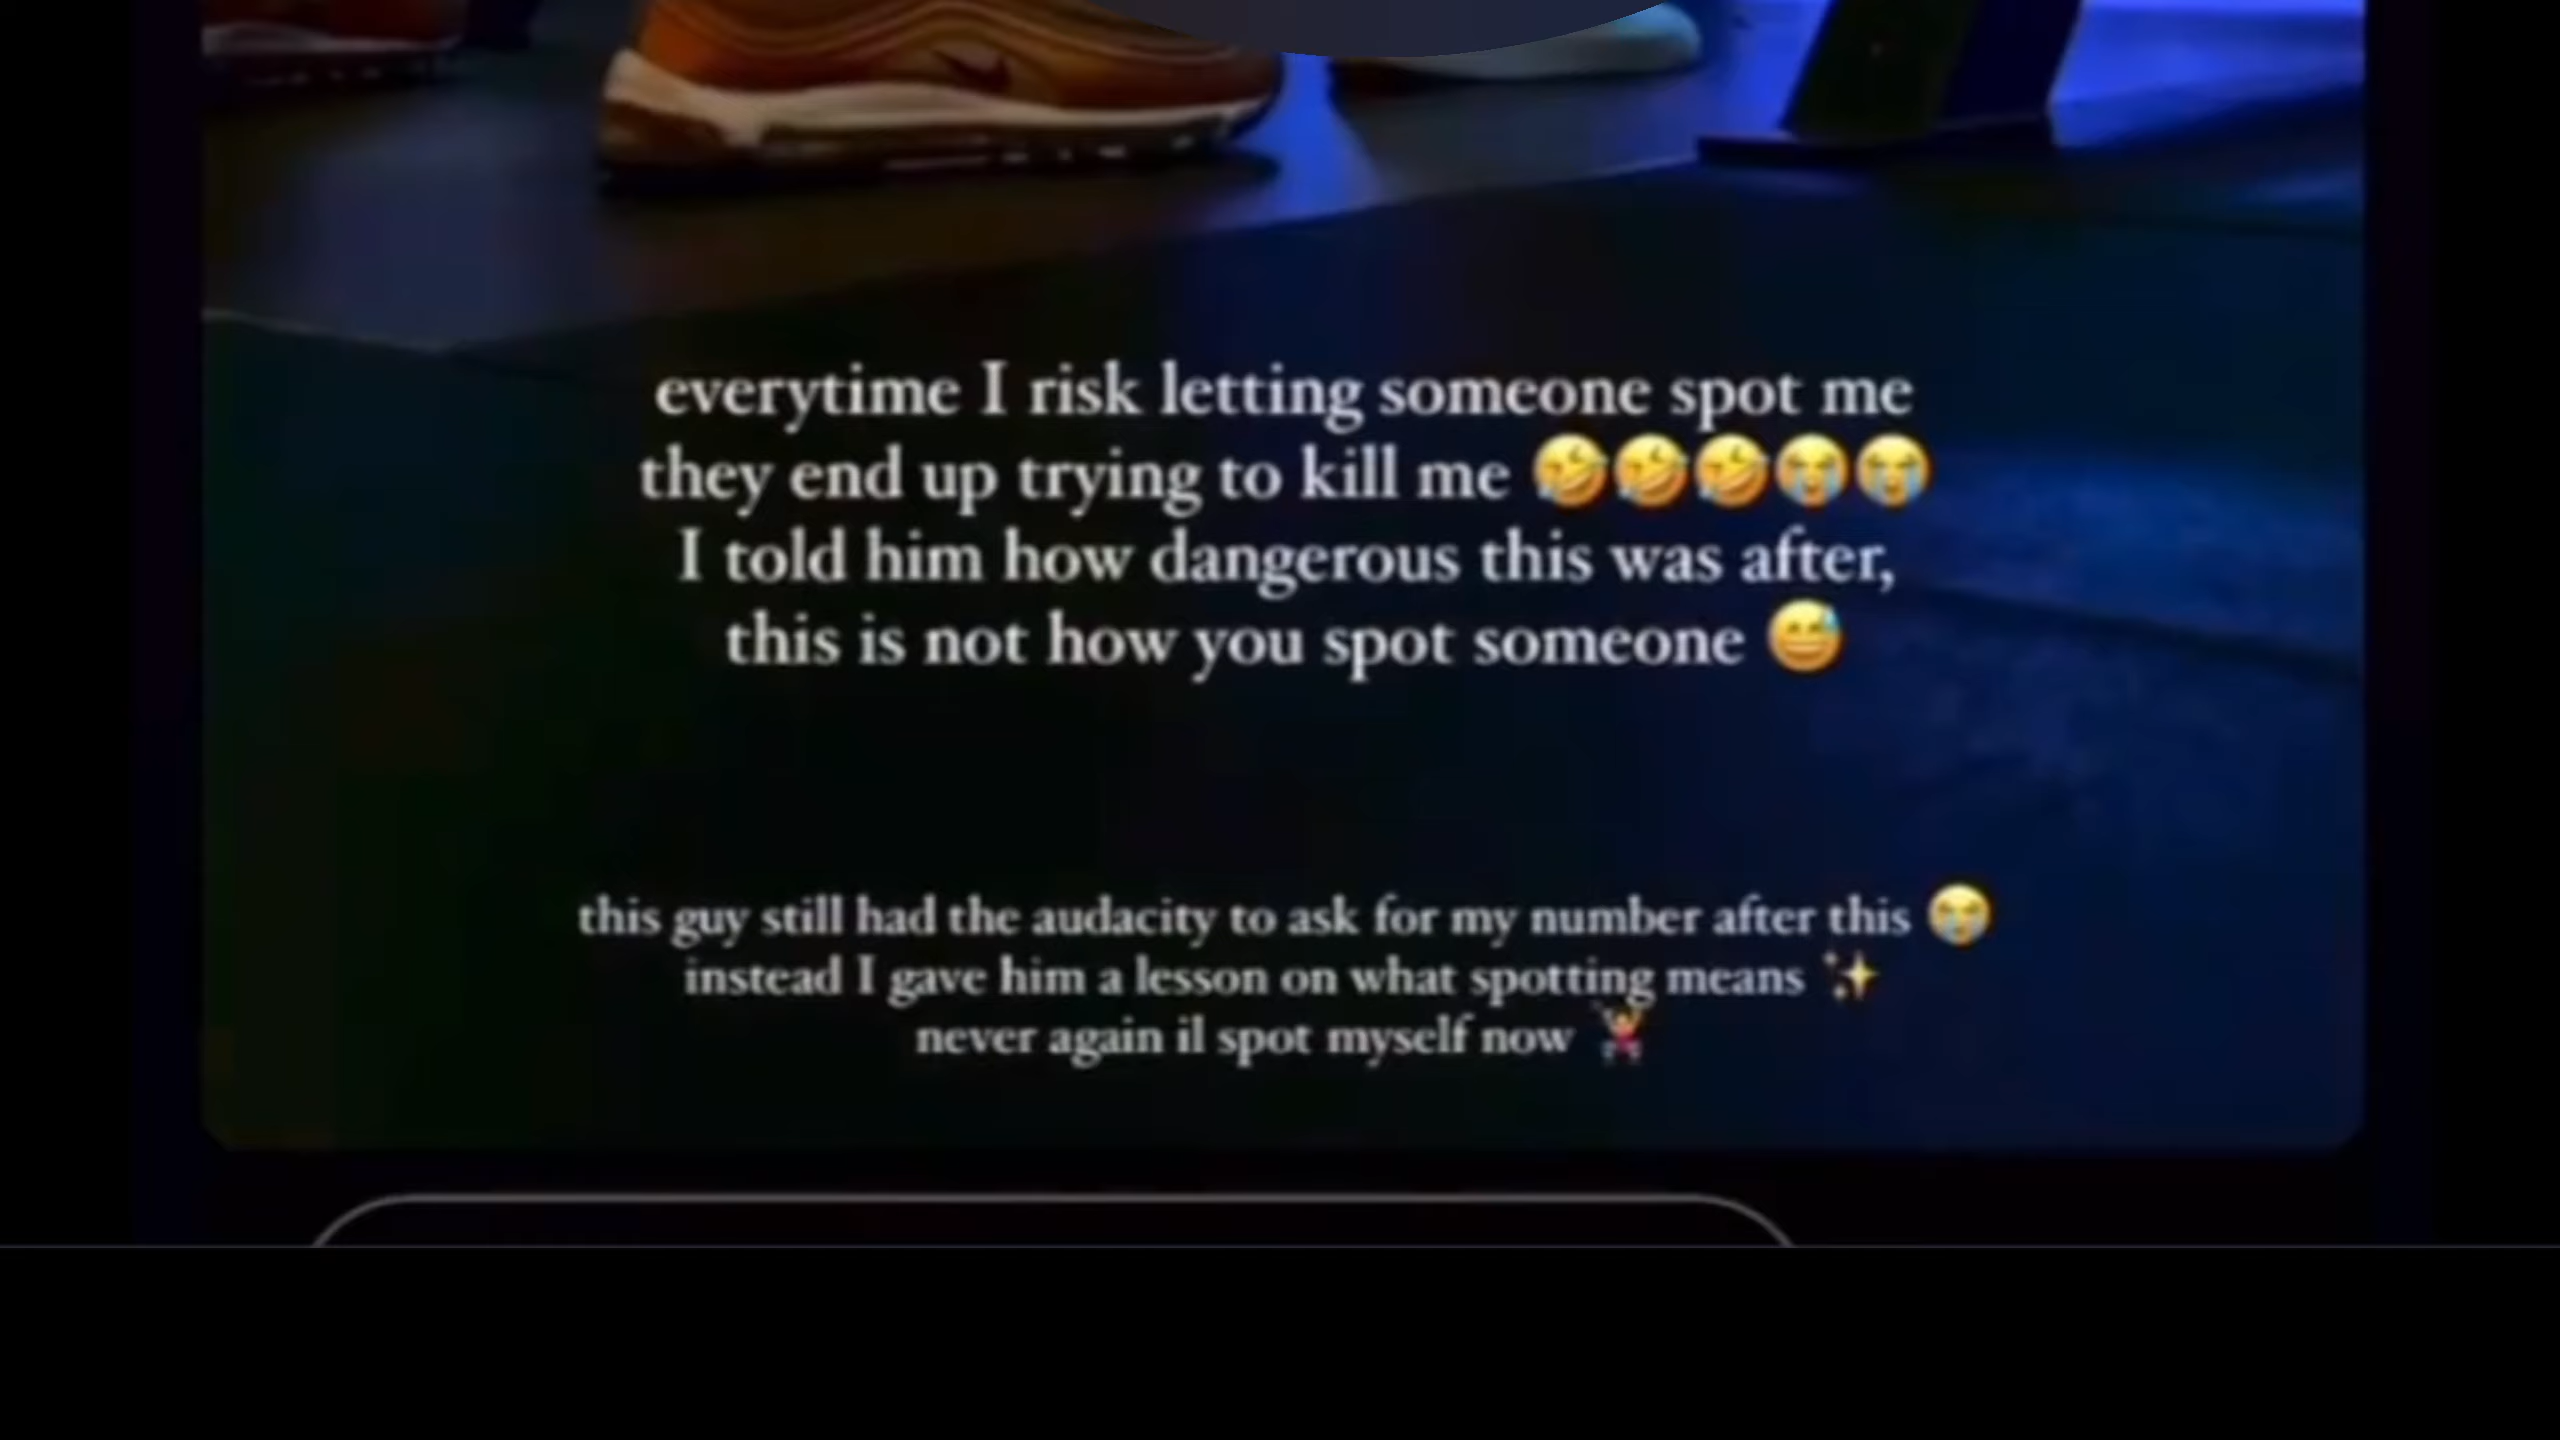 everytime I risk letting someone spot me
they end up trying to kill me 🤣🤣🤣😭😭
I told him how dangerous this was after,
this is not how you spot someone 😅
this guy still had the audacity to ask for my number after this 😭
instead I gave him a lesson on what spotting means ✨
never again il spot myself now 🏋️